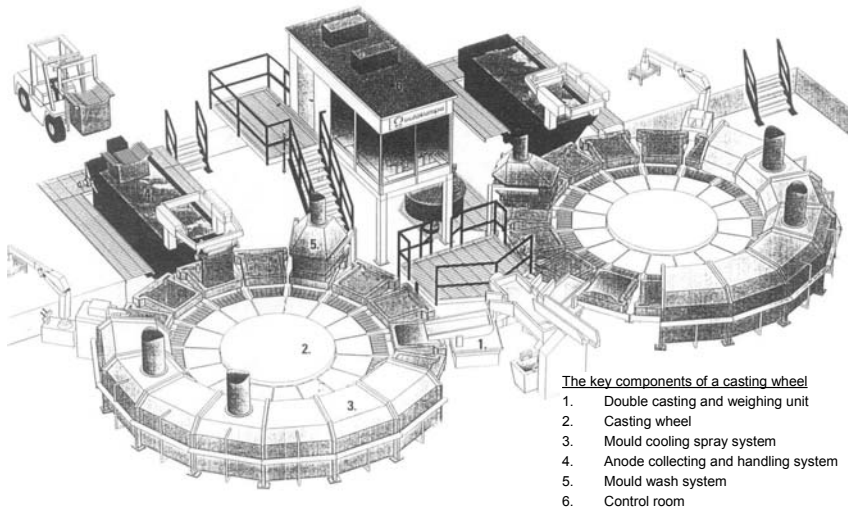 outokumpu
5.
2.
1.
3.
The key components of a casting wheel
1. Double casting and weighing unit
2. Casting wheel
3. Mould cooling spray system
4. Anode collecting and handling system
5. Mould wash system
6. Control room